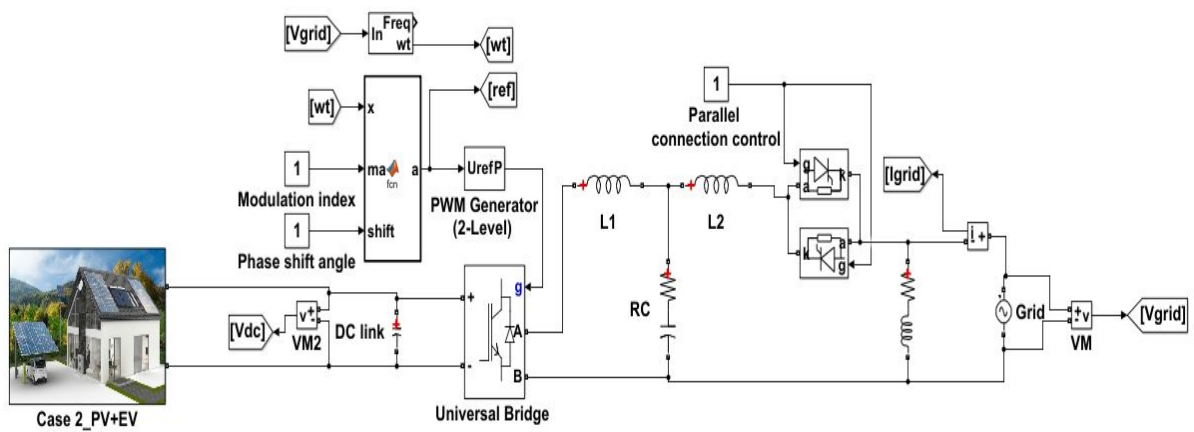 [Vgrid]
In
Freq
wt
[wt]
[ref]
[wt]
x
1
ma
fcn
a
Modulation index
1
shift
Phase shift angle
UrefP
PWM Generator
(2-Level)
1
Parallel
connection control
g
a
k
k
a
g
[Igrid]
i
+
L1
L2
RC
g
+
A
-
B
Universal Bridge
[Vdc]
v
+
-
VM2
DC link
Grid
+
-
v
VM
[Vgrid]
Case 2_PV+EV